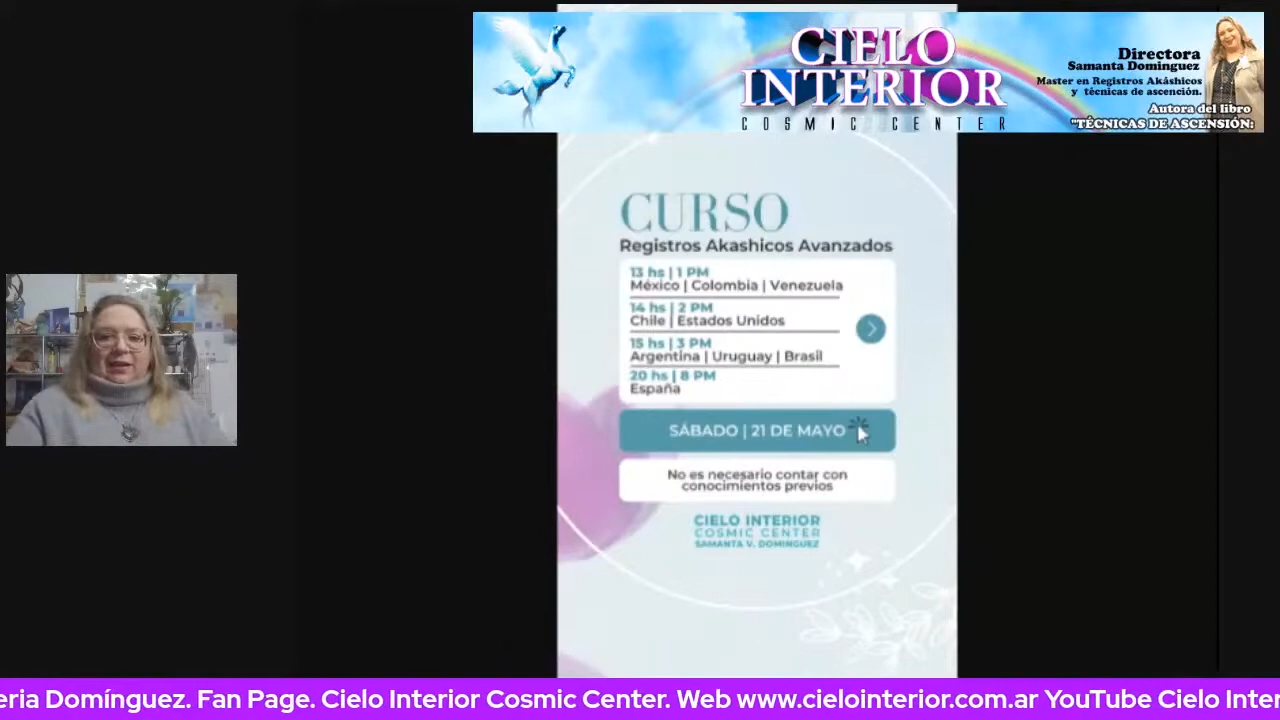 CIELO
INTERIOR
COSMIC CENTER
Directora
Samanta Dominguez
Master en Registros Akáshicos
y técnicas de ascención.
Autora del libro
"TÉCNICAS DE ASCENSIÓN:
CURSO
Registros Akashicos Avanzados
13 hs | 1 PM
México | Colombia | Venezuela
14 hs | 2 PM
Chile | Estados Unidos
15 hs | 3 PM
Argentina | Uruguay | Brasil
20 hs | 8 PM
España
SÁBADO | 21 DE MAYO
No es necesario contar con
conocimientos previos
CIELO INTERIOR
COSMIC CENTER
SAMANTA V. DOMINGUEZ
eria Domínguez. Fan Page. Cielo Interior Cosmic Center. Web www.cielointerior.com.ar YouTube Cielo Inter